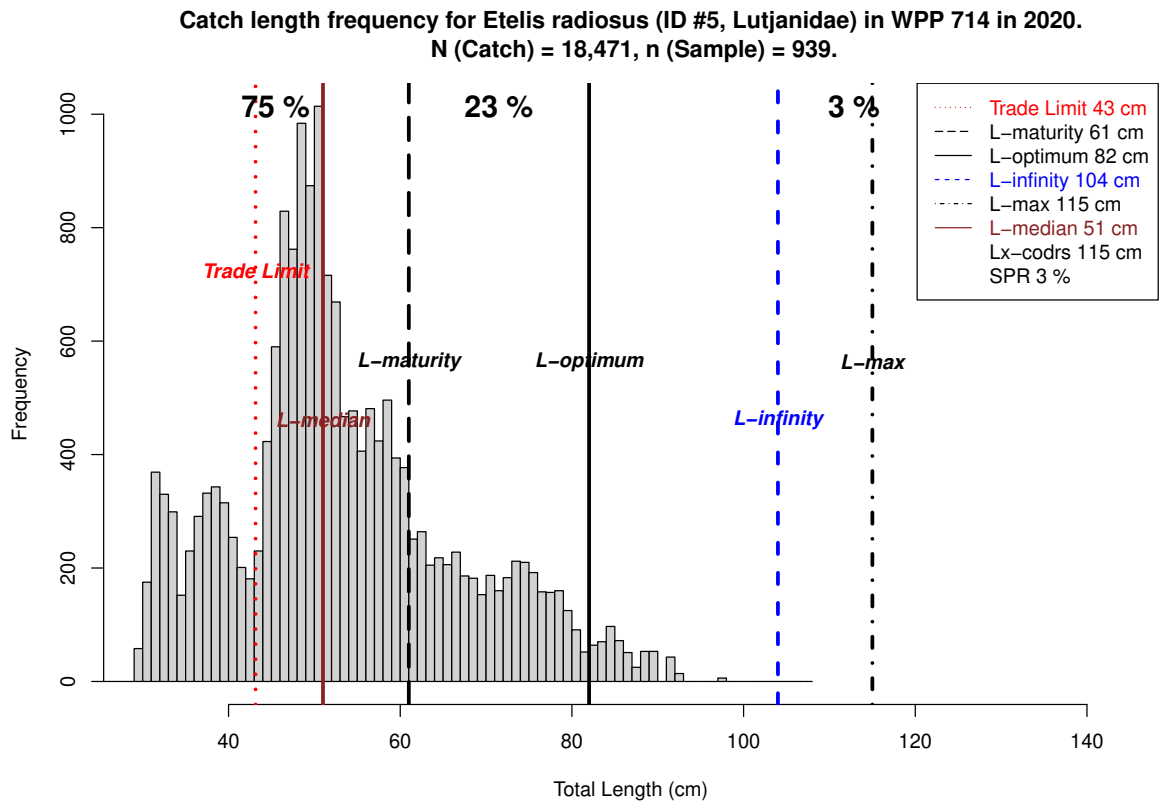 Catch length frequency for Etelis radiosus (ID #5, Lutjanidae) in WPP 714 in 2020.
N (Catch) = 18,471, n (Sample) = 939.
75 %
23 %
3 %
Trade Limit 43 cm
L−maturity 61 cm
L−optimum 82 cm
L−infinity 104 cm
L−max 115 cm
L−median 51 cm
Lx−codrs 115 cm
SPR 3 %
Trade Limit
L−maturity
L−optimum
L−max
L−median
L−infinity
Frequency
1000
800
600
400
200
0
40
60
80
100
120
140
Total Length (cm)